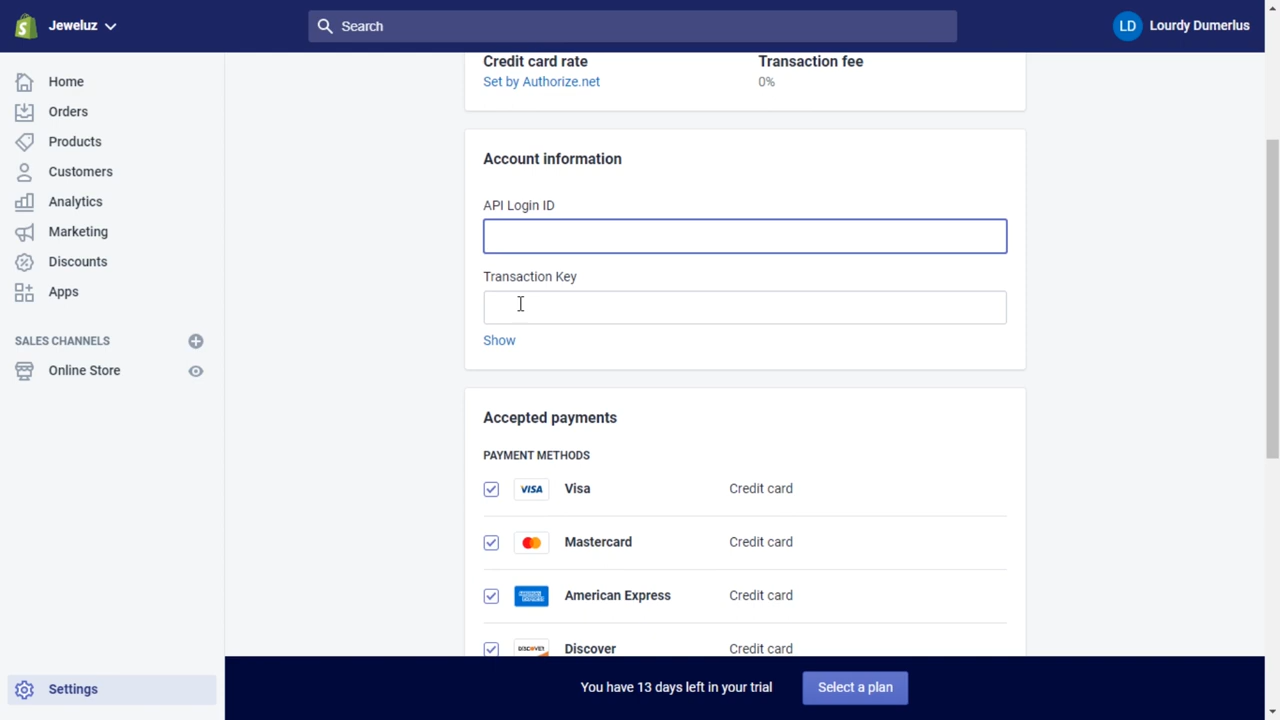 Jeweluz
Search
LD Lourdy Dumerlus
Home
Orders
Products
Customers
Analytics
Marketing
Discounts
Apps
SALES CHANNELS
Online Store
Settings
Credit card rate Transaction fee
Set by Authorize.net 0%
Account information
API Login ID
Transaction Key
Show
Accepted payments
PAYMENT METHODS
VISA Visa Credit card
Mastercard Credit card
American Express Credit card
DISCOVER Discover Credit card
You have 13 days left in your trial Select a plan